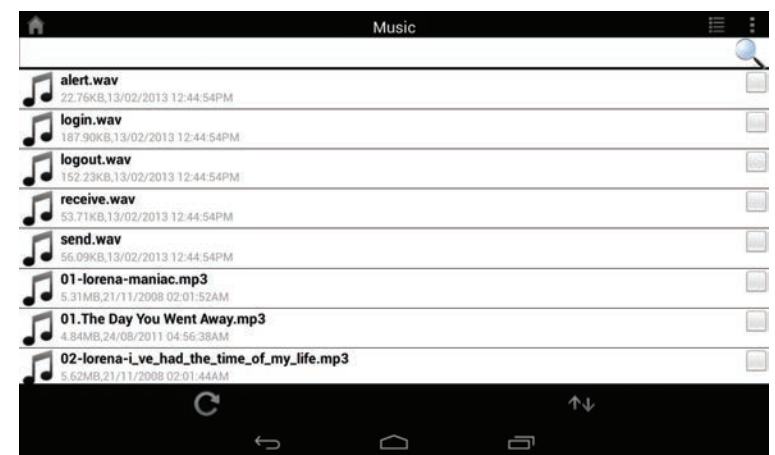 Music
alert.wav
22.76KB,13/02/2013 12:44:54PM
login.wav
187.90KB,13/02/2013 12:44:54PM
logout.wav
152.23KB,13/02/2013 12:44:54PM
receive.wav
53.71KB,13/02/2013 12:44:54PM
send.wav
56.09KB,13/02/2013 12:44:54PM
01-lorena-maniac.mp3
5.31MB,21/11/2008 02:01:52AM
01.The Day You Went Away.mp3
4.84MB,24/08/2011 04:56:38AM
02-lorena-i_ve_had_the_time_of_my_life.mp3
5.62MB,21/11/2008 02:01:44AM